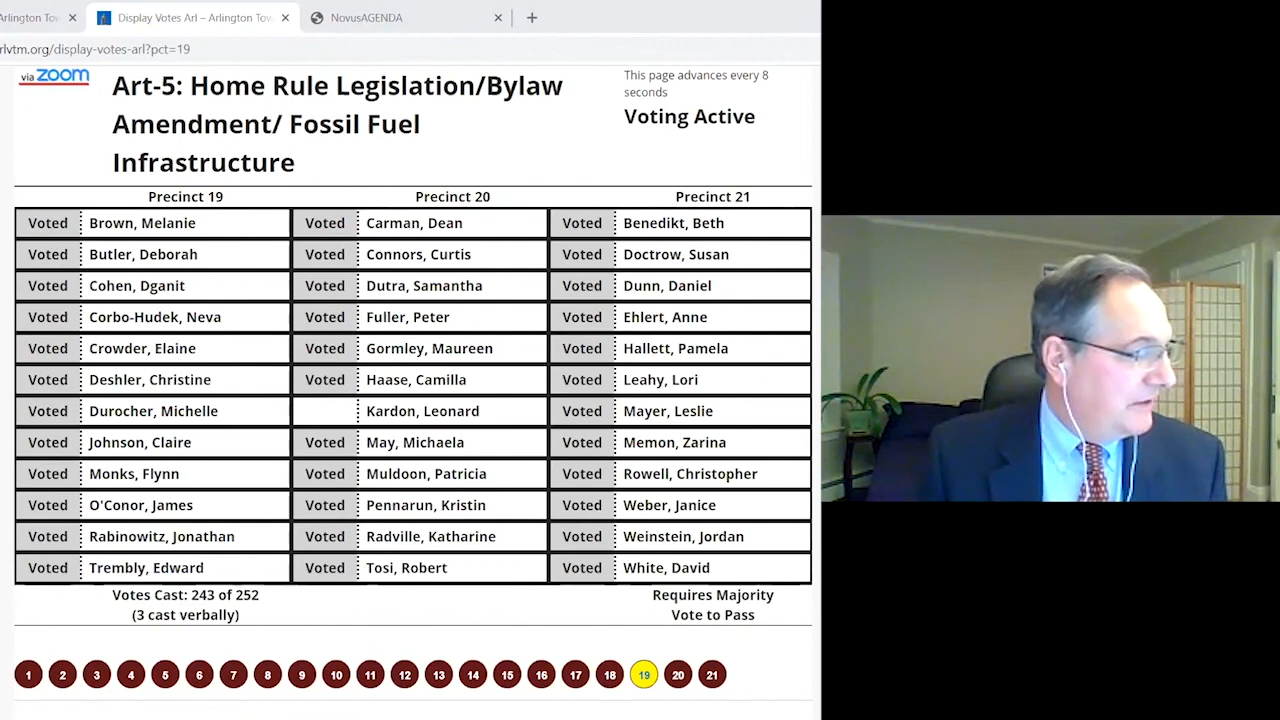 Arlington Tow
Display Votes Arl – Arlington Tow
NovusAGENDA
rlvtm.org/display-votes-arl?pct=19
via zoom
Art-5: Home Rule Legislation/Bylaw
Amendment/ Fossil Fuel
Infrastructure
This page advances every 8
seconds
Voting Active
Precinct 19 Precinct 20 Precinct 21
Voted Brown, Melanie Voted Carman, Dean Voted Benedikt, Beth
Voted Butler, Deborah Voted Connors, Curtis Voted Doctrow, Susan
Voted Cohen, Dganit Voted Dutra, Samantha Voted Dunn, Daniel
Voted Corbo-Hudek, Neva Voted Fuller, Peter Voted Ehlert, Anne
Voted Crowder, Elaine Voted Gormley, Maureen Voted Hallett, Pamela
Voted Deshler, Christine Voted Haase, Camilla Voted Leahy, Lori
Voted Durocher, Michelle Kardon, Leonard Voted Mayer, Leslie
Voted Johnson, Claire Voted May, Michaela Voted Memon, Zarina
Voted Monks, Flynn Voted Muldoon, Patricia Voted Rowell, Christopher
Voted O'Conor, James Voted Pennarun, Kristin Voted Weber, Janice
Voted Rabinowitz, Jonathan Voted Radville, Katharine Voted Weinstein, Jordan
Voted Trembly, Edward Voted Tosi, Robert Voted White, David
Votes Cast: 243 of 252
(3 cast verbally)
Requires Majority
Vote to Pass
1 2 3 4 5 6 7 8 9 10 11 12 13 14 15 16 17 18 19 20 21